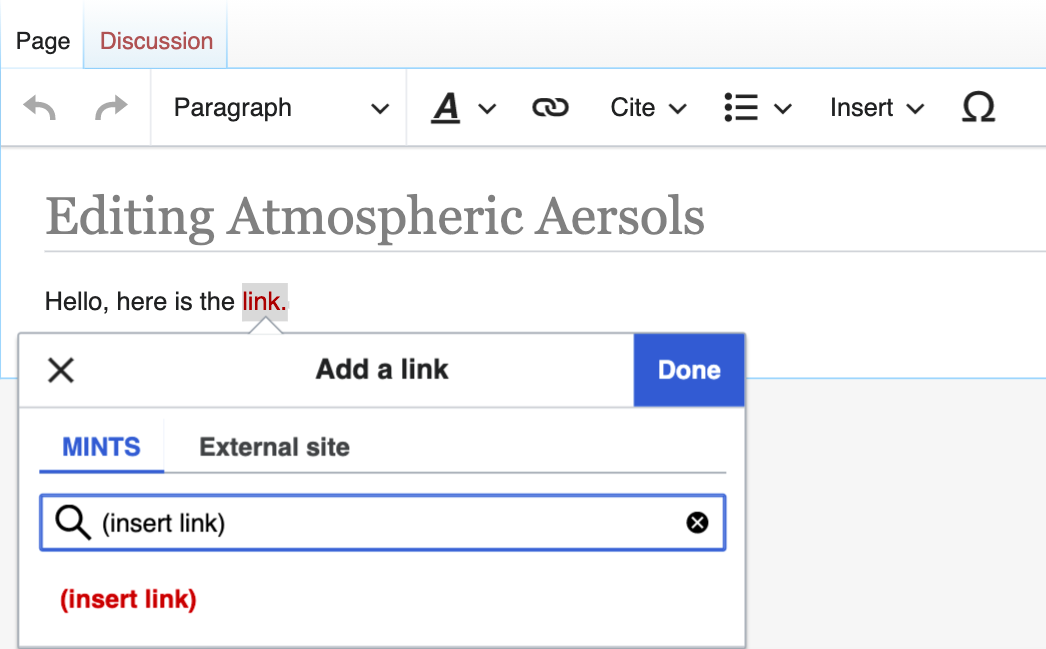 Page Discussion
Paragraph A Cite Insert Ω
Editing Atmospheric Aersols
Hello, here is the link.
Add a link Done
MINTS External site
(insert link)
(insert link)